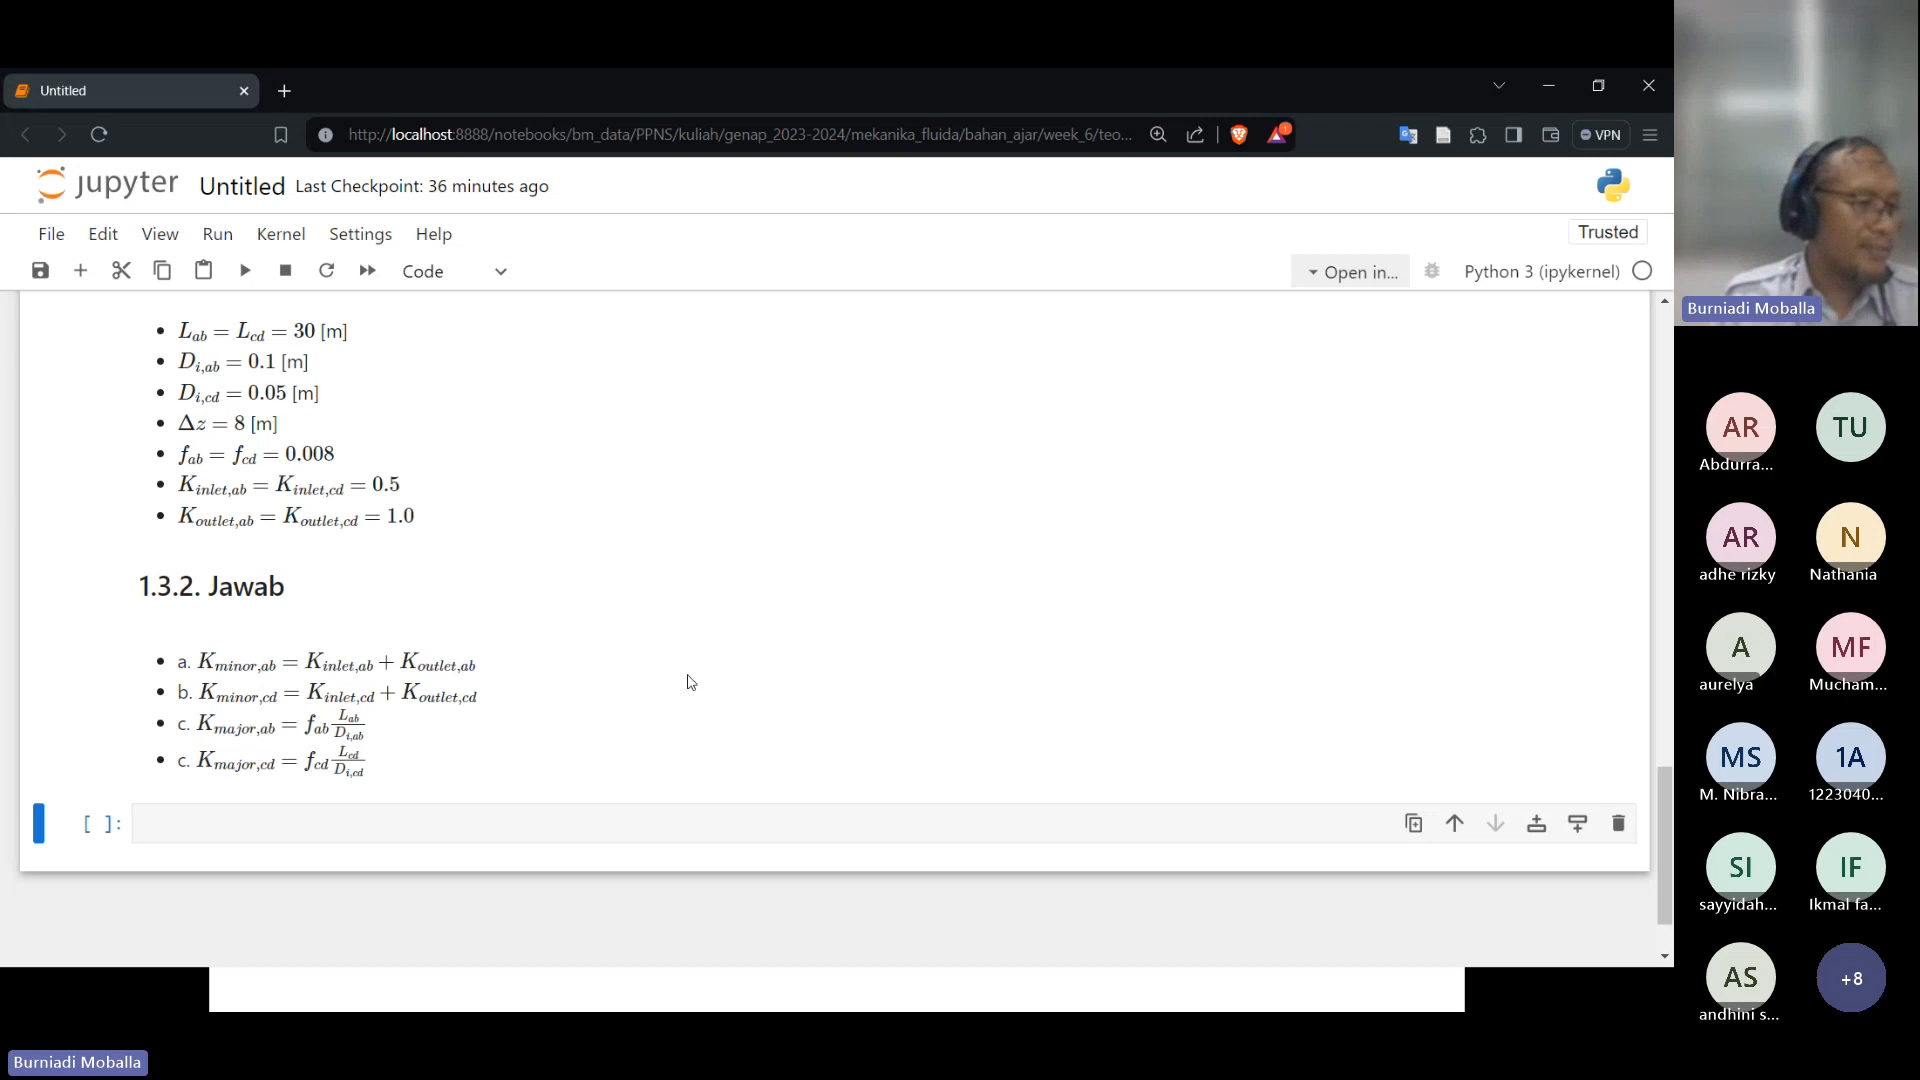 Untitled
http://localhost:8888/notebooks/bm_data/PPNS/kuliah/genap_2023-2024/mekanika_fluida/bahan_ajar/week_6/teo...
1
VPN
jupyter Untitled Last Checkpoint: 36 minutes ago
File Edit View Run Kernel Settings Help
Trusted
Code
Open in...
Python 3 (ipykernel)
• L_ab = L_cd = 30 [m]
• D_i,ab = 0.1 [m]
• D_i,cd = 0.05 [m]
• Δz = 8 [m]
• f_ab = f_cd = 0.008
• K_inlet,ab = K_inlet,cd = 0.5
• K_outlet,ab = K_outlet,cd = 1.0
1.3.2. Jawab
• a. K_minor,ab = K_inlet,ab + K_outlet,ab
• b. K_minor,cd = K_inlet,cd + K_outlet,cd
• c. K_major,ab = f_ab L_ab/D_i,ab
• c. K_major,cd = f_cd L_cd/D_i,cd
[ ]:
Burniadi Moballa
Burniadi Moballa
AR
Abdurra...
TU
AR
adhe rizky
N
Nathania
A
aurelya
MF
Mucham...
MS
M. Nibra...
1A
1223040...
SI
sayyidah...
IF
Ikmal fa...
AS
andhini s...
+8